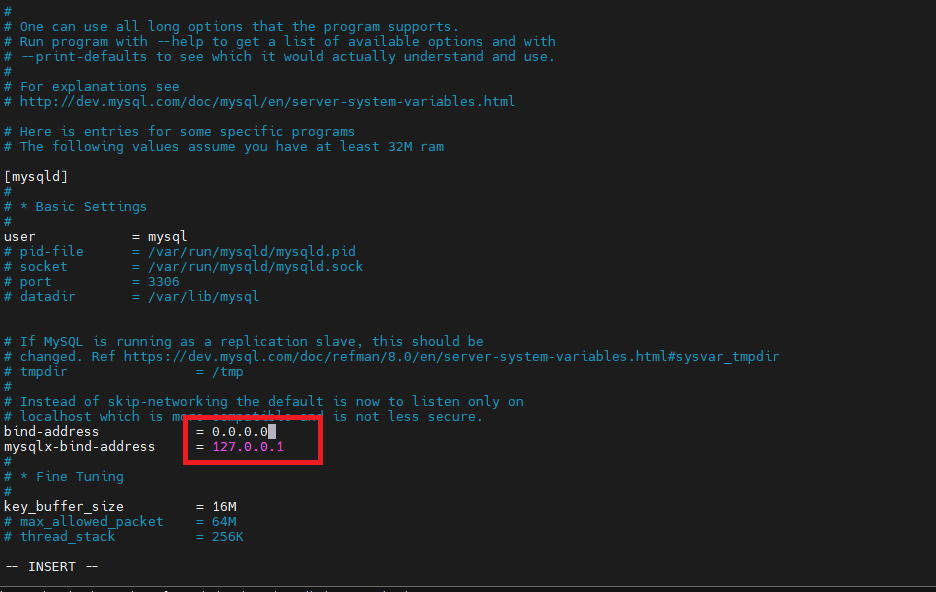 #
# One can use all long options that the program supports.
# Run program with --help to get a list of available options and with
# --print-defaults to see which it would actually understand and use.
#
# For explanations see
# http://dev.mysql.com/doc/mysql/en/server-system-variables.html
# Here is entries for some specific programs
# The following values assume you have at least 32M ram
[mysqld]
#
# * Basic Settings
#
user = mysql
# pid-file = /var/run/mysqld/mysqld.pid
# socket = /var/run/mysqld/mysqld.sock
# port = 3306
# datadir = /var/lib/mysql
# If MySQL is running as a replication slave, this should be
# changed. Ref https://dev.mysql.com/doc/refman/8.0/en/server-system-variables.html#sysvar_tmpdir
# tmpdir = /tmp
#
# Instead of skip-networking the default is now to listen only on
# localhost which is more compatible and is not less secure.
bind-address = 0.0.0.0
mysqlx-bind-address = 127.0.0.1
#
# * Fine Tuning
#
key_buffer_size = 16M
# max_allowed_packet = 64M
# thread_stack = 256K
-- INSERT --